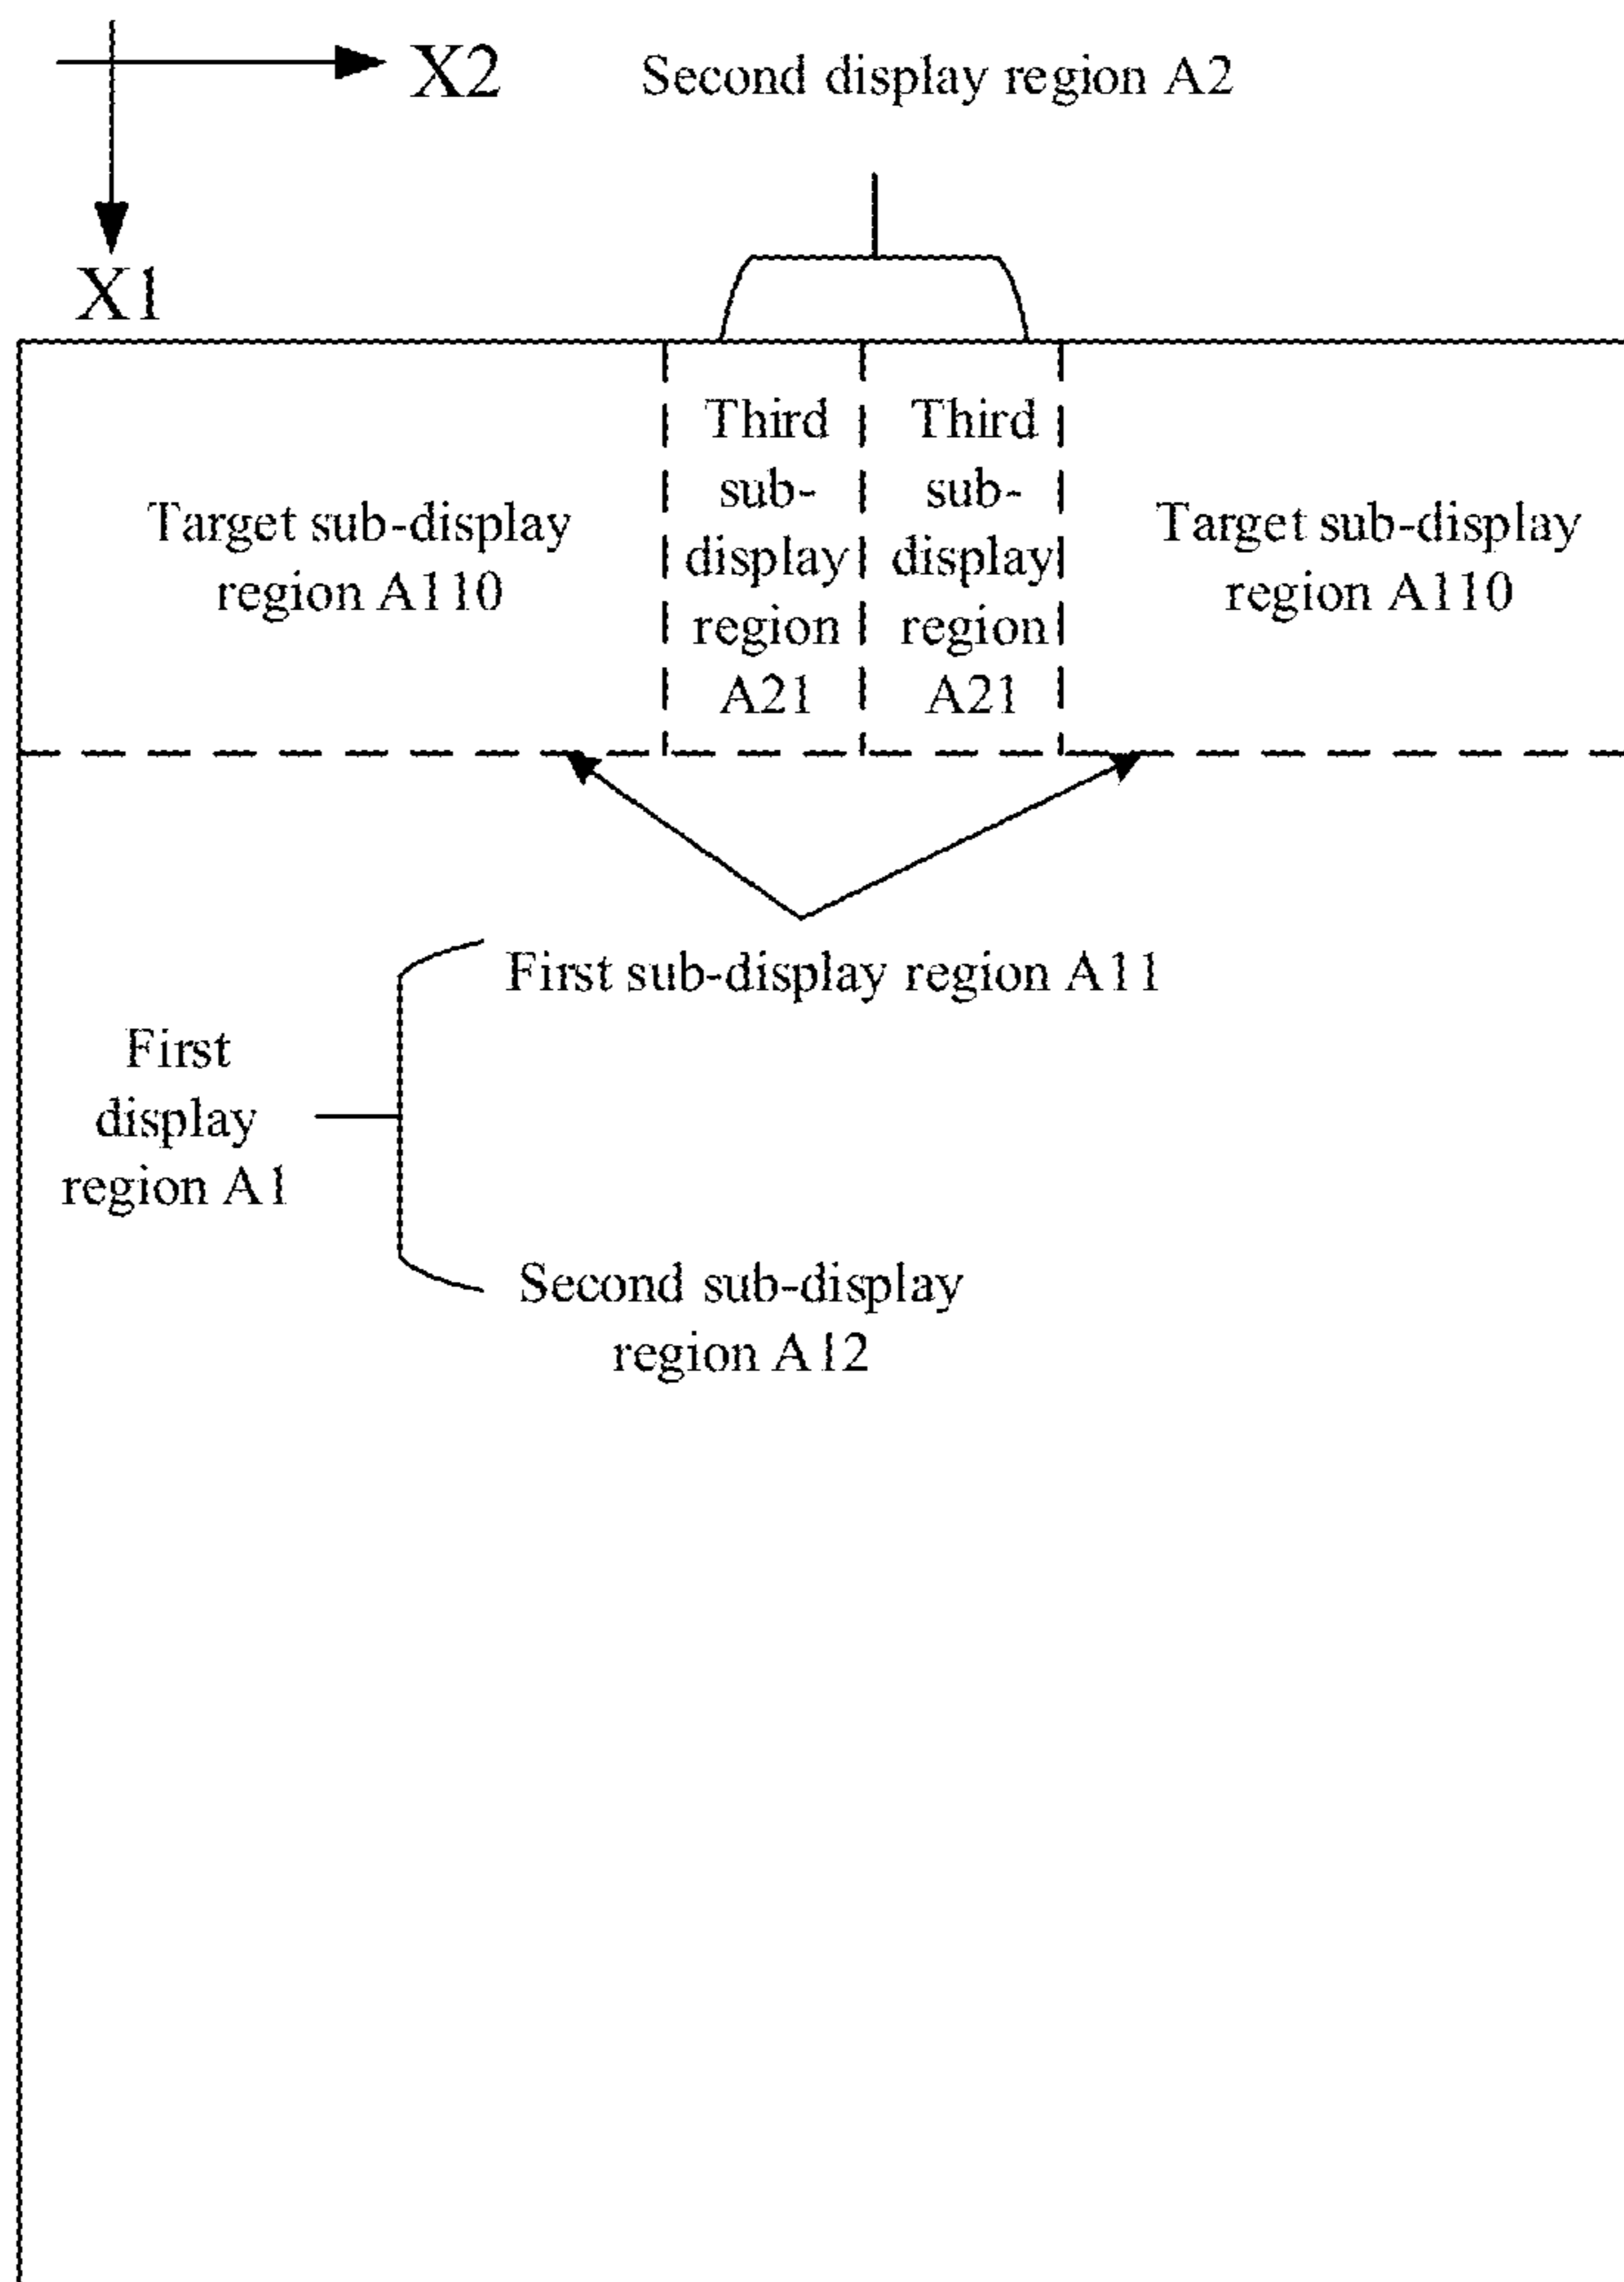 X2
Second display region A2
X1
Target sub-display
region A110
Third
sub-
display
region
A21
Third
sub-
display
region
A21
Target sub-display
region A110
First sub-display region A11
First
display
region A1
Second sub-display
region A12